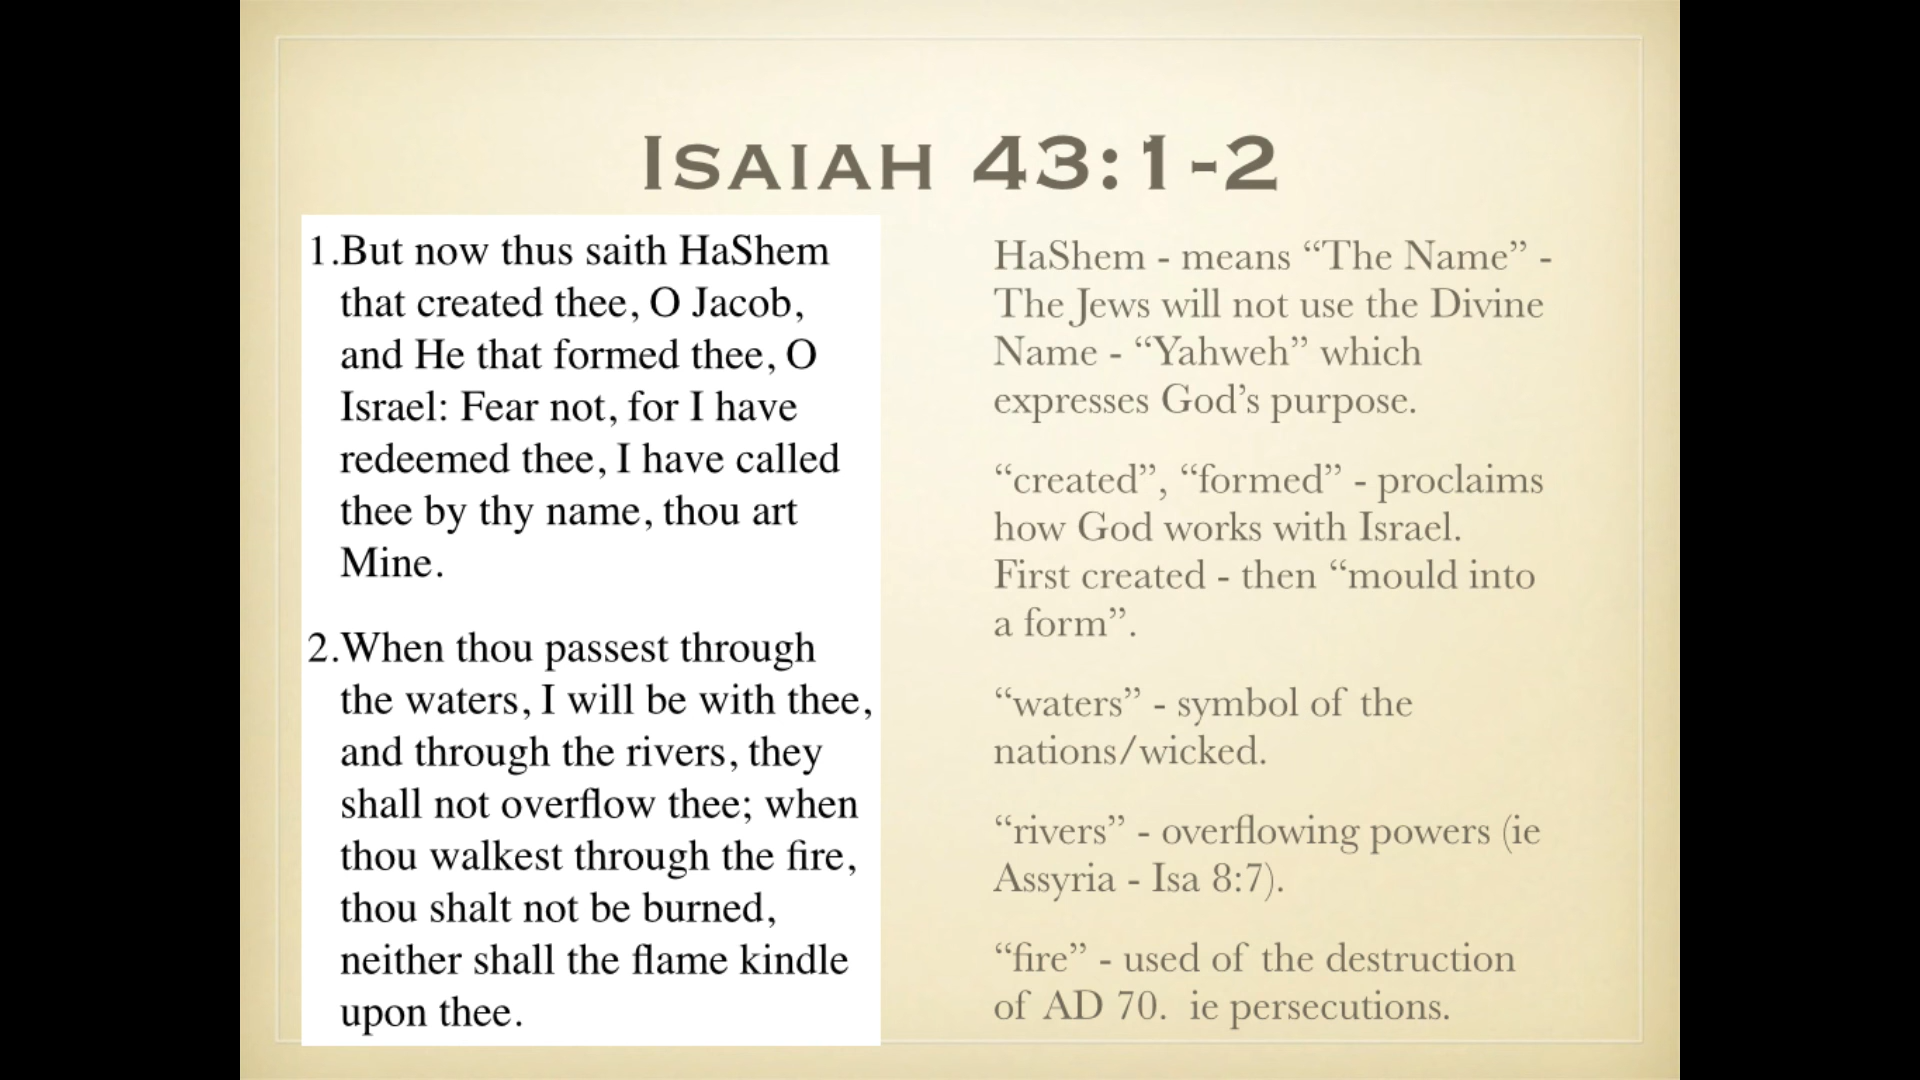 Isaiah 43:1-2
1.But now thus saith HaShem
that created thee, O Jacob,
and He that formed thee, O
Israel: Fear not, for I have
redeemed thee, I have called
thee by thy name, thou art
Mine.
2.When thou passest through
the waters, I will be with thee,
and through the rivers, they
shall not overflow thee; when
thou walkest through the fire,
thou shalt not be burned,
neither shall the flame kindle
upon thee.
HaShem - means “The Name” -
The Jews will not use the Divine
Name - “Yahweh” which
expresses God’s purpose.
“created”, “formed” - proclaims
how God works with Israel.
First created - then “mould into
a form”.
“waters” - symbol of the
nations/wicked.
“rivers” - overflowing powers (ie
Assyria - Isa 8:7).
“fire” - used of the destruction
of AD 70. ie persecutions.